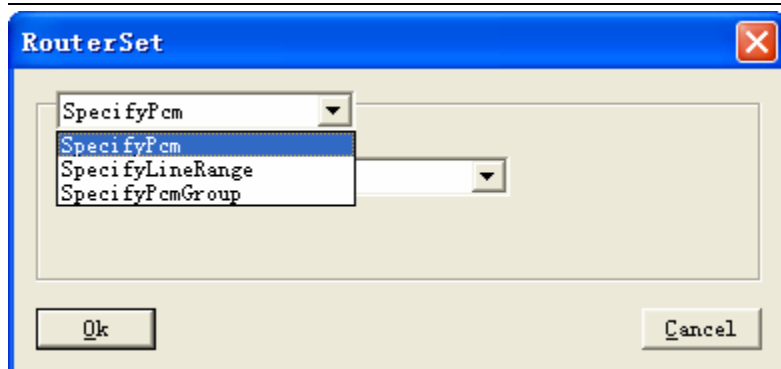 RouterSet
SpecifyPcm
SpecifyPcm
SpecifyLineRange
SpecifyPcmGroup
Ok
Cancel